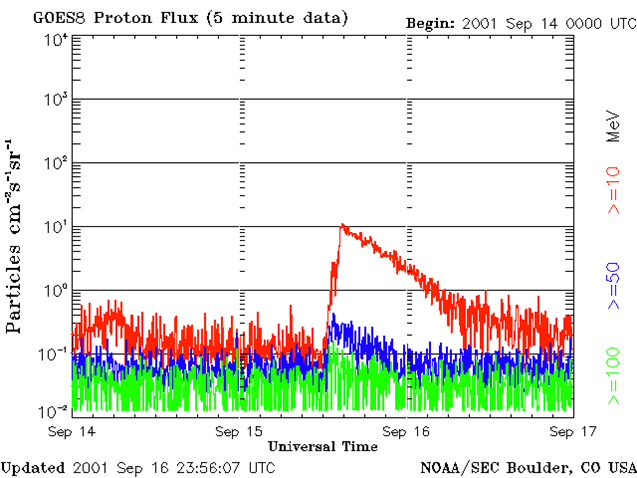 GOES8 Proton Flux (5 minute data)
Begin: 2001 Sep 14 0000 UTC
Particles cm⁻²s⁻¹sr⁻¹
10⁴
10³
10²
10¹
10⁰
10⁻¹
10⁻²
Sep 14
Sep 15
Sep 16
Sep 17
Universal Time
>=10 MeV
>=50
>=100
Updated 2001 Sep 16 23:56:07 UTC
NOAA/SEC Boulder, CO USA